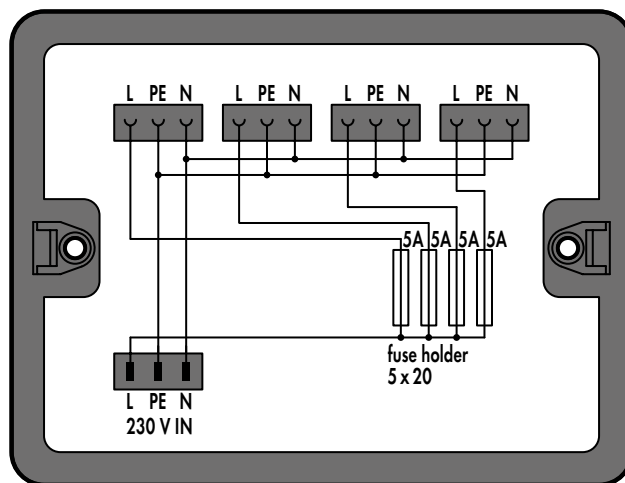 L PE N L PE N L PE N L PE N
5A 5A 5A 5A
fuse holder
5 x 20
L PE N
230 V IN